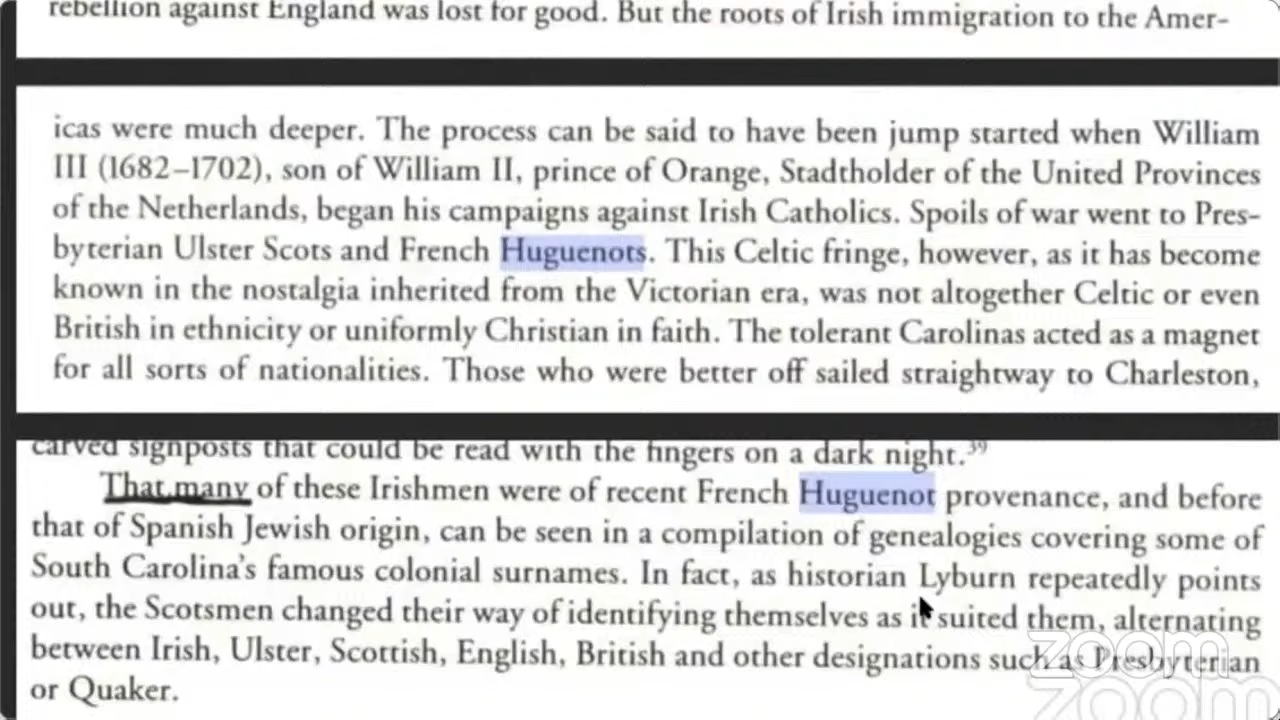 rebellion against England was lost for good. But the roots of Irish immigration to the Amer-
icas were much deeper. The process can be said to have been jump started when William
III (1682–1702), son of William II, prince of Orange, Stadtholder of the United Provinces
of the Netherlands, began his campaigns against Irish Catholics. Spoils of war went to Pres-
byterian Ulster Scots and French Huguenots. This Celtic fringe, however, as it has become
known in the nostalgia inherited from the Victorian era, was not altogether Celtic or even
British in ethnicity or uniformly Christian in faith. The tolerant Carolinas acted as a magnet
for all sorts of nationalities. Those who were better off sailed straightway to Charleston,
carved signposts that could be read with the fingers on a dark night.39
That many of these Irishmen were of recent French Huguenot provenance, and before
that of Spanish Jewish origin, can be seen in a compilation of genealogies covering some of
South Carolina's famous colonial surnames. In fact, as historian Lyburn repeatedly points
out, the Scotsmen changed their way of identifying themselves as it suited them, alternating
between Irish, Ulster, Scottish, English, British and other designations such as Presbyterian
or Quaker.
zoom
zoom